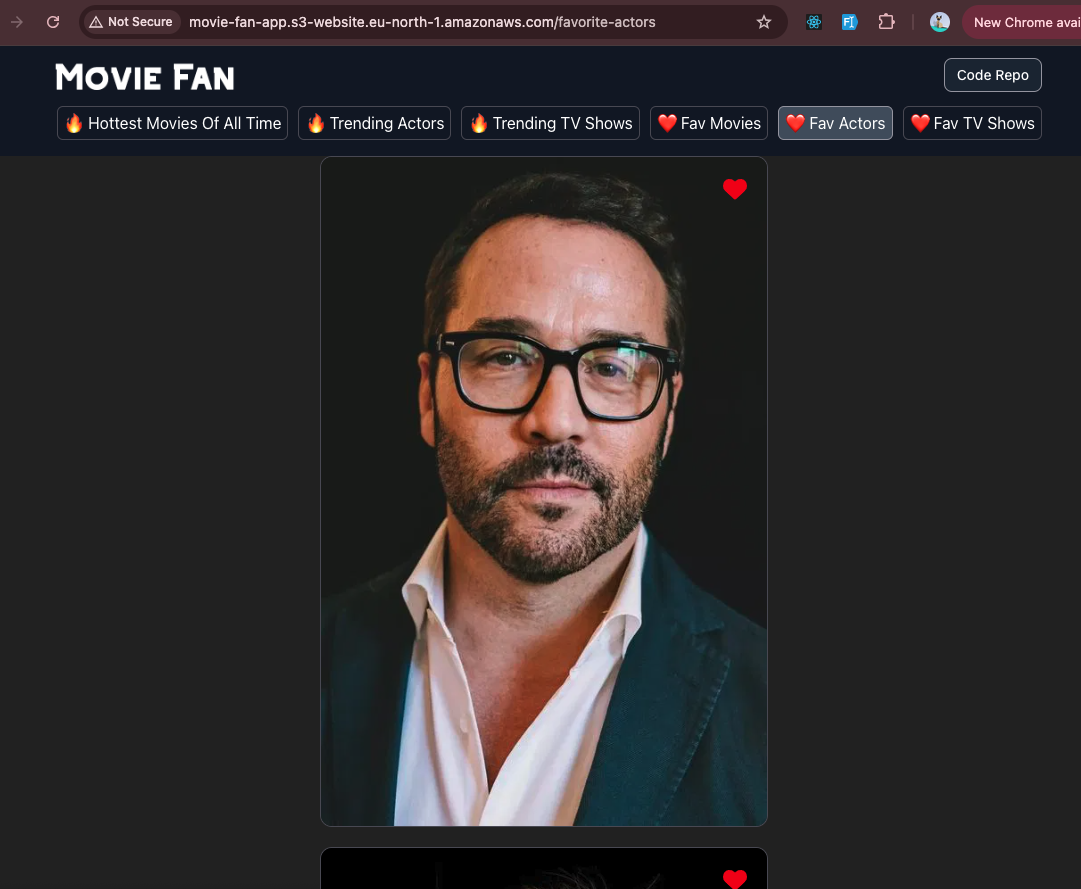 Not Secure movie-fan-app.s3-website.eu-north-1.amazonaws.com/favorite-actors New Chrome avai
MOVIE FAN Code Repo
🔥 Hottest Movies Of All Time 🔥 Trending Actors 🔥 Trending TV Shows ❤️ Fav Movies ❤️ Fav Actors ❤️ Fav TV Shows